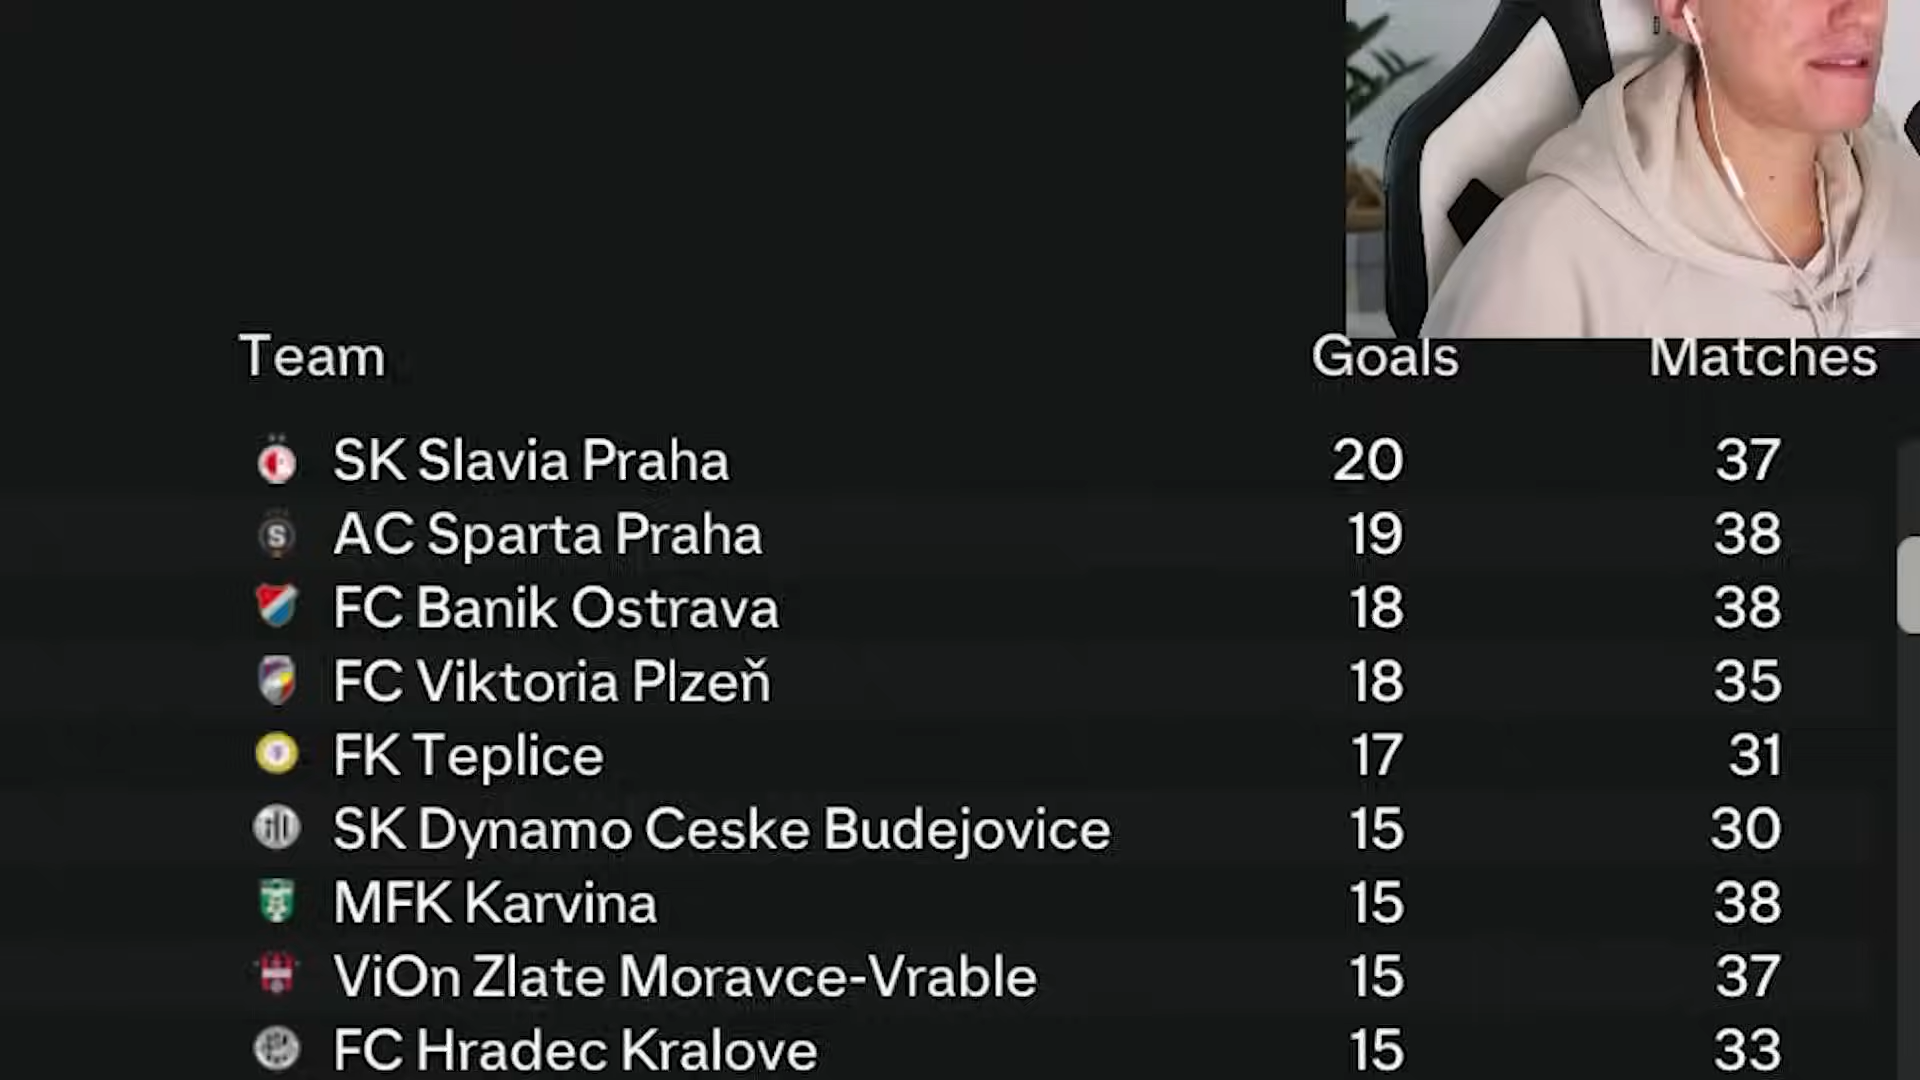 Team Goals Matches
SK Slavia Praha 20 37
AC Sparta Praha 19 38
FC Banik Ostrava 18 38
FC Viktoria Plzeň 18 35
FK Teplice 17 31
SK Dynamo Ceske Budejovice 15 30
MFK Karvina 15 38
ViOn Zlate Moravce-Vrable 15 37
FC Hradec Kralove 15 33